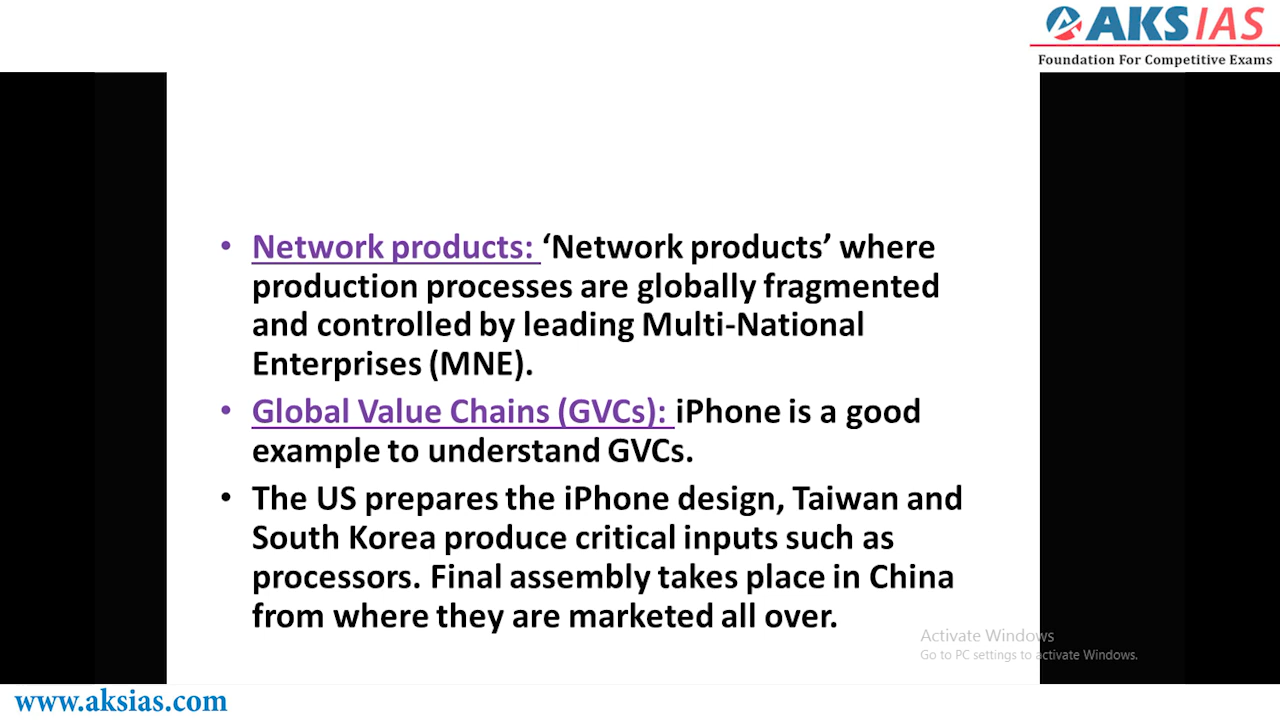 AKS IAS
Foundation For Competitive Exams
• Network products: ‘Network products’ where
production processes are globally fragmented
and controlled by leading Multi-National
Enterprises (MNE).
• Global Value Chains (GVCs): iPhone is a good
example to understand GVCs.
• The US prepares the iPhone design, Taiwan and
South Korea produce critical inputs such as
processors. Final assembly takes place in China
from where they are marketed all over.
Activate Windows
Go to PC settings to activate Windows.
www.aksias.com